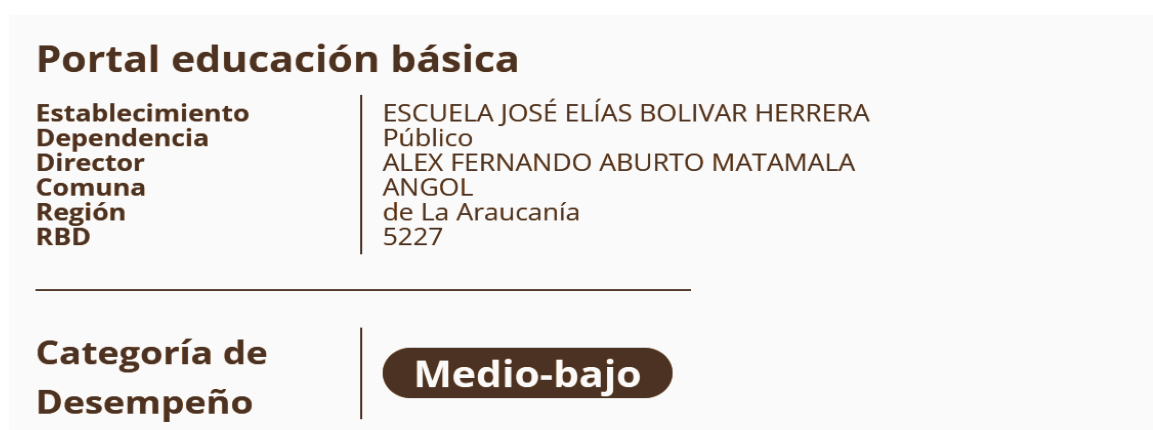 Portal educación básica
Establecimiento ESCUELA JOSÉ ELÍAS BOLIVAR HERRERA
Dependencia Público
Director ALEX FERNANDO ABURTO MATAMALA
Comuna ANGOL
Región de La Araucanía
RBD 5227
Categoría de
Desempeño
Medio-bajo